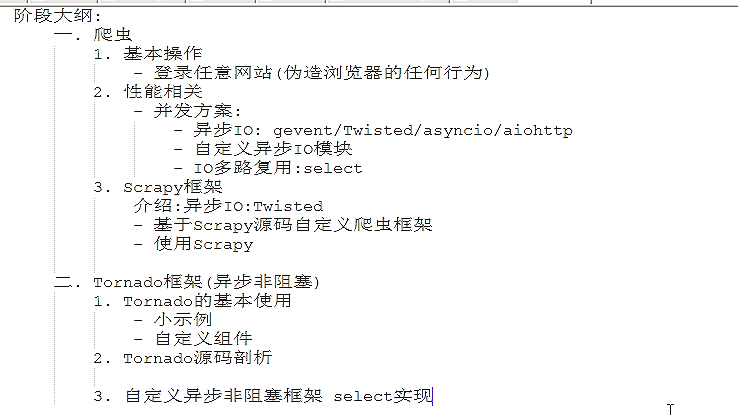 阶段大纲:
一. 爬虫
1. 基本操作
- 登录任意网站(伪造浏览器的任何行为)
2. 性能相关
- 并发方案:
- 异步IO: gevent/Twisted/asyncio/aiohttp
- 自定义异步IO模块
- IO多路复用:select
3. Scrapy框架
介绍:异步IO:Twisted
- 基于Scrapy源码自定义爬虫框架
- 使用Scrapy
二. Tornado框架(异步非阻塞)
1. Tornado的基本使用
- 小示例
- 自定义组件
2. Tornado源码剖析
3. 自定义异步非阻塞框架 select实现